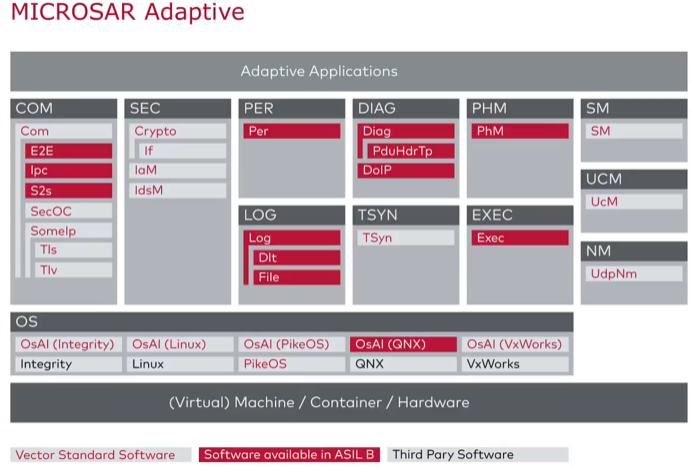 MICROSAR Adaptive
Adaptive Applications
COM
Com
E2E
Ipc
S2s
SecOC
SomeIp
Tls
Tlv
SEC
Crypto
If
IaM
IdsM
PER
Per
LOG
Log
Dlt
File
DIAG
Diag
PduHdrTp
DoIP
TSYN
TSyn
PHM
PhM
EXEC
Exec
SM
SM
UCM
UcM
NM
UdpNm
OS
OsAl (Integrity) OsAl (Linux) OsAl (PikeOS) OsAl (QNX) OsAl (VxWorks)
Integrity Linux PikeOS QNX VxWorks
(Virtual) Machine / Container / Hardware
Vector Standard Software Software available in ASIL B Third Pary Software